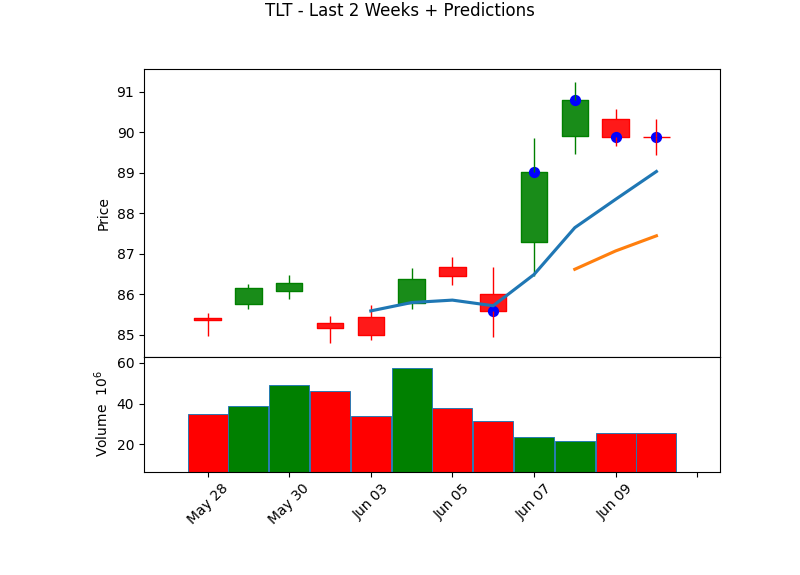 TLT - Last 2 Weeks + Predictions
Price
91
90
89
88
87
86
85
Volume 10^6
60
40
20
May 28
May 30
Jun 03
Jun 05
Jun 07
Jun 09